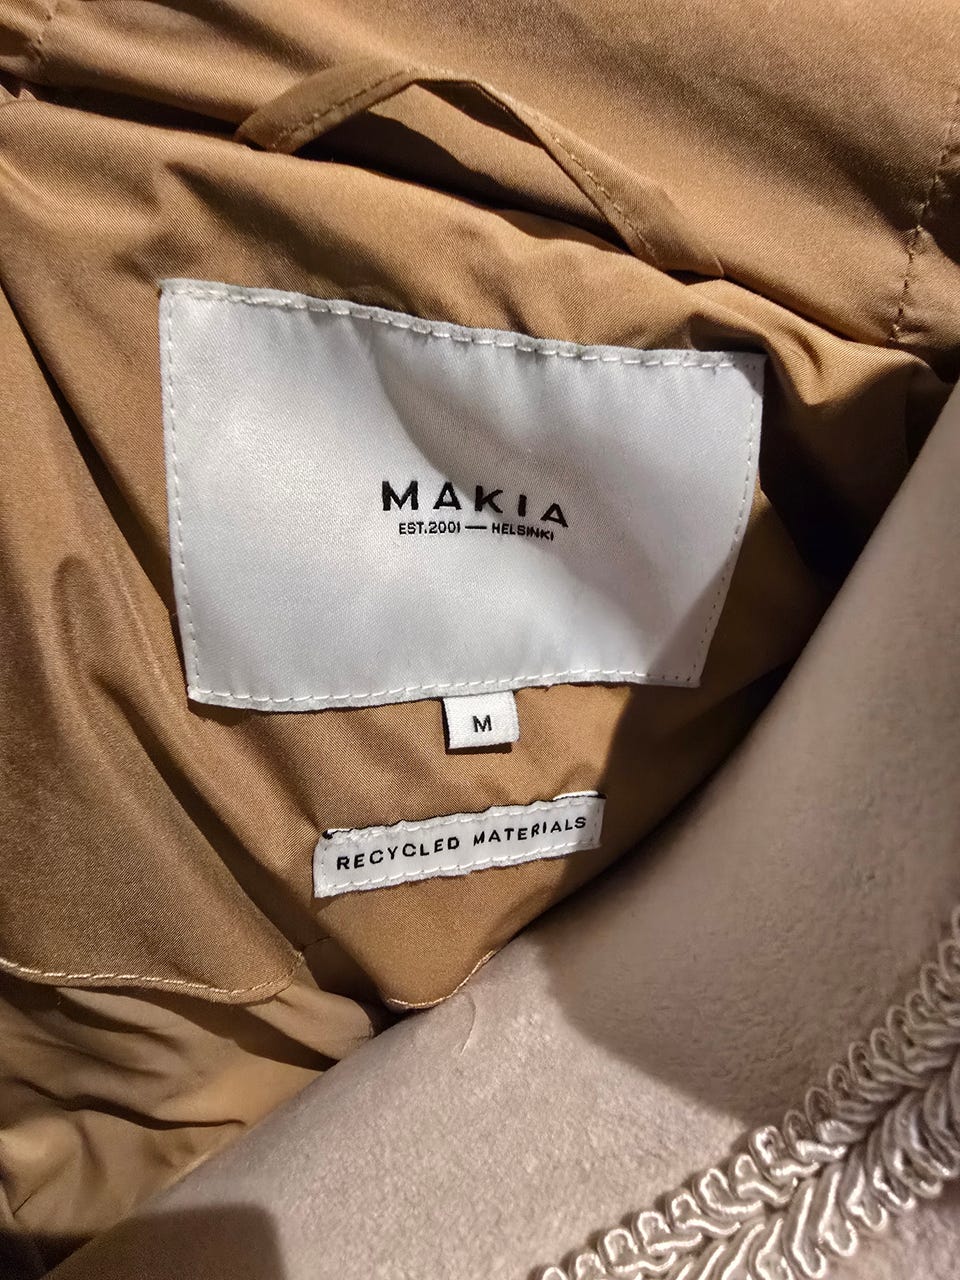 MAKIA
EST.2001 — HELSINKI
M
RECYCLED MATERIALS